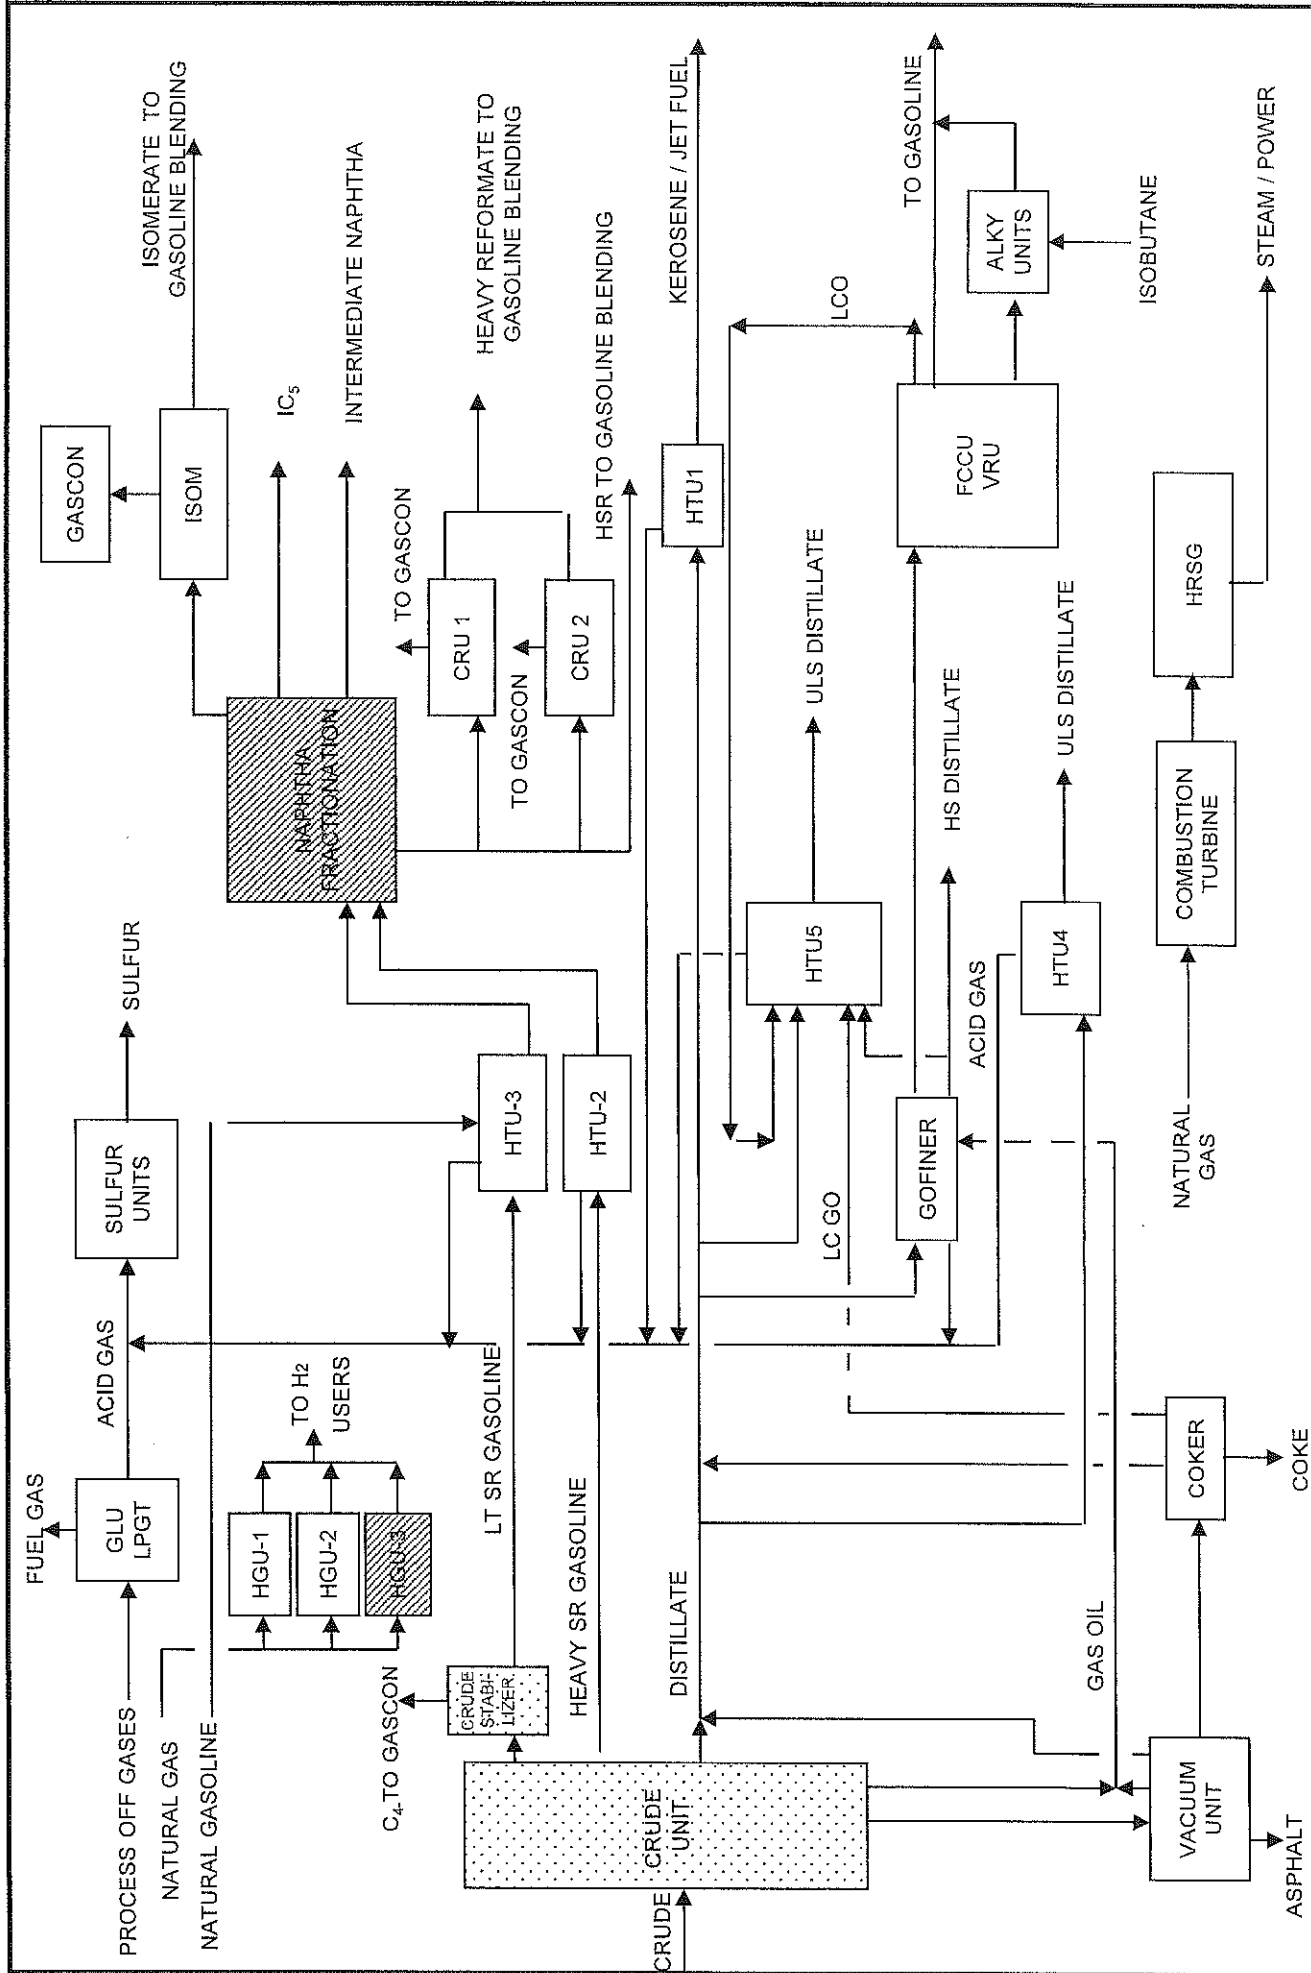 FUEL GAS
PROCESS OFF GASES
NATURAL GAS
NATURAL GASOLINE
GLU
LPGT
ACID GAS
SULFUR
UNITS
SULFUR
HGU-1
HGU-2
HGU-3
TO H2
USERS
C4- TO GASCON
CRUDE
STABI-
LIZER
LT SR GASOLINE
HEAVY SR GASOLINE
HTU-3
HTU-2
NAPHTHA
FRACTIONATION
GASCON
ISOM
ISOMERATE TO
GASOLINE BLENDING
IC5
INTERMEDIATE NAPHTHA
TO GASCON
CRU 1
TO GASCON
CRU 2
HEAVY REFORMATE TO
GASOLINE BLENDING
HSR TO GASOLINE BLENDING
CRUDE
CRUDE
UNIT
DISTILLATE
HTU1
KEROSENE / JET FUEL
LCO
HTU5
ULS DISTILLATE
LC GO
GOFINER
HS DISTILLATE
FCCU
VRU
TO GASOLINE
ALKY
UNITS
ISOBUTANE
ACID GAS
HTU4
ULS DISTILLATE
GAS OIL
VACUUM
UNIT
ASPHALT
COKER
COKE
NATURAL
GAS
COMBUSTION
TURBINE
HRSG
STEAM / POWER